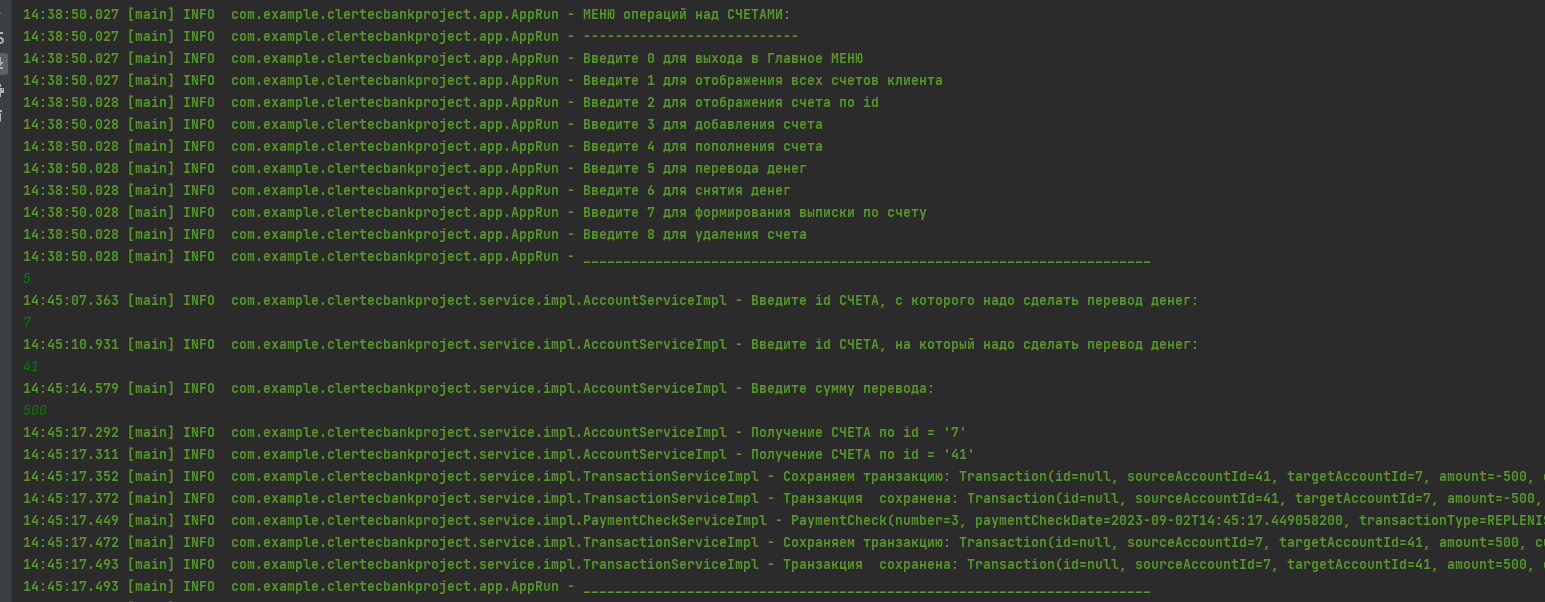 14:38:50.027 [main] INFO  com.example.clertecbankproject.app.AppRun - МЕНЮ операций над СЧЕТАМИ:
14:38:50.027 [main] INFO  com.example.clertecbankproject.app.AppRun - ---------------------------
14:38:50.027 [main] INFO  com.example.clertecbankproject.app.AppRun - Введите 0 для выхода в Главное МЕНЮ
14:38:50.027 [main] INFO  com.example.clertecbankproject.app.AppRun - Введите 1 для отображения всех счетов клиента
14:38:50.028 [main] INFO  com.example.clertecbankproject.app.AppRun - Введите 2 для отображения счета по id
14:38:50.028 [main] INFO  com.example.clertecbankproject.app.AppRun - Введите 3 для добавления счета
14:38:50.028 [main] INFO  com.example.clertecbankproject.app.AppRun - Введите 4 для пополнения счета
14:38:50.028 [main] INFO  com.example.clertecbankproject.app.AppRun - Введите 5 для перевода денег
14:38:50.028 [main] INFO  com.example.clertecbankproject.app.AppRun - Введите 6 для снятия денег
14:38:50.028 [main] INFO  com.example.clertecbankproject.app.AppRun - Введите 7 для формирования выписки по счету
14:38:50.028 [main] INFO  com.example.clertecbankproject.app.AppRun - Введите 8 для удаления счета
14:38:50.028 [main] INFO  com.example.clertecbankproject.app.AppRun - _______________________________________________________________________
5
14:45:07.363 [main] INFO  com.example.clertecbankproject.service.impl.AccountServiceImpl - Введите id СЧЕТА, с которого надо сделать перевод денег:
7
14:45:10.931 [main] INFO  com.example.clertecbankproject.service.impl.AccountServiceImpl - Введите id СЧЕТА, на который надо сделать перевод денег:
41
14:45:14.579 [main] INFO  com.example.clertecbankproject.service.impl.AccountServiceImpl - Введите сумму перевода:
500
14:45:17.292 [main] INFO  com.example.clertecbankproject.service.impl.AccountServiceImpl - Получение СЧЕТА по id = '7'
14:45:17.311 [main] INFO  com.example.clertecbankproject.service.impl.AccountServiceImpl - Получение СЧЕТА по id = '41'
14:45:17.352 [main] INFO  com.example.clertecbankproject.service.impl.TransactionServiceImpl - Сохраняем транзакцию: Transaction(id=null, sourceAccountId=41, targetAccountId=7, amount=-500,
14:45:17.372 [main] INFO  com.example.clertecbankproject.service.impl.TransactionServiceImpl - Транзакция  сохранена: Transaction(id=null, sourceAccountId=41, targetAccountId=7, amount=-500,
14:45:17.449 [main] INFO  com.example.clertecbankproject.service.impl.PaymentCheckServiceImpl - PaymentCheck(number=3, paymentCheckDate=2023-09-02T14:45:17.449058200, transactionType=REPLENIS
14:45:17.472 [main] INFO  com.example.clertecbankproject.service.impl.TransactionServiceImpl - Сохраняем транзакцию: Transaction(id=null, sourceAccountId=7, targetAccountId=41, amount=500,
14:45:17.493 [main] INFO  com.example.clertecbankproject.service.impl.TransactionServiceImpl - Транзакция  сохранена: Transaction(id=null, sourceAccountId=7, targetAccountId=41, amount=500,
14:45:17.493 [main] INFO  com.example.clertecbankproject.app.AppRun - _______________________________________________________________________